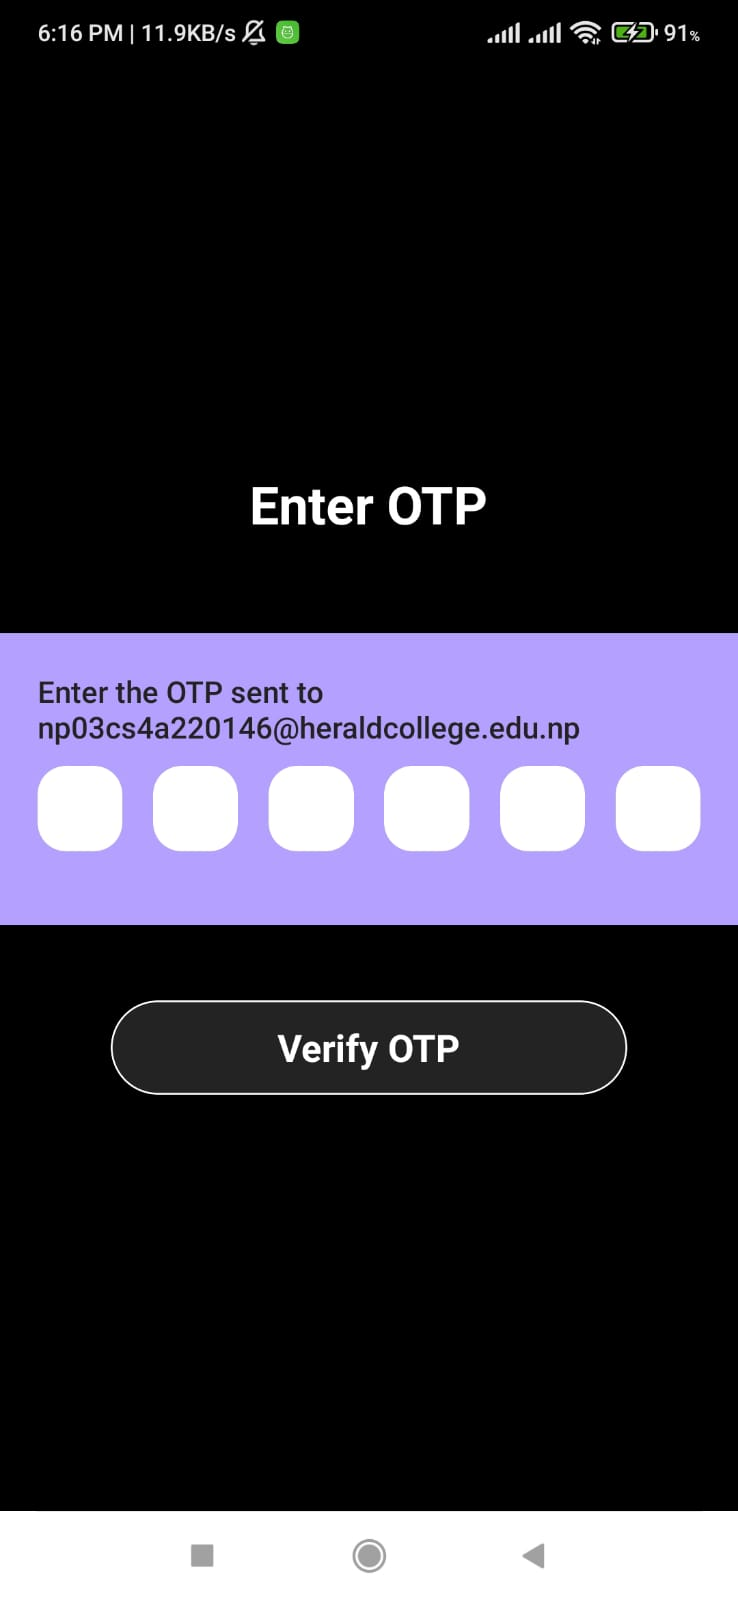 6:16 PM | 11.9KB/s 91%
Enter OTP
Enter the OTP sent to
np03cs4a220146@heraldcollege.edu.np
Verify OTP